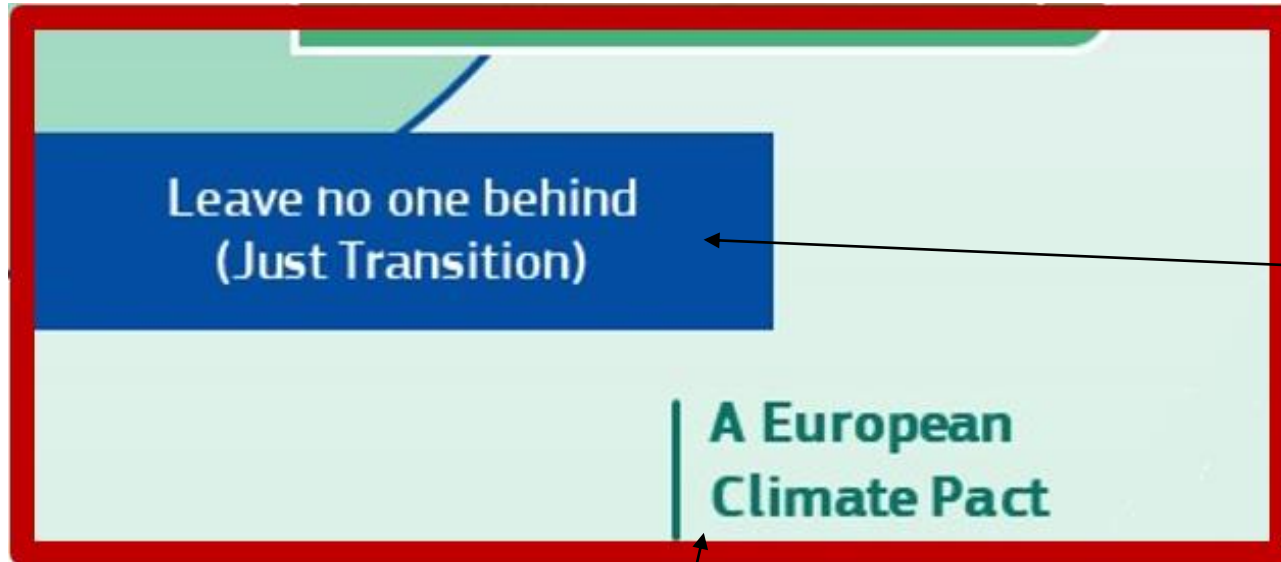 Leave no one behind
(Just Transition)
A European
Climate Pact